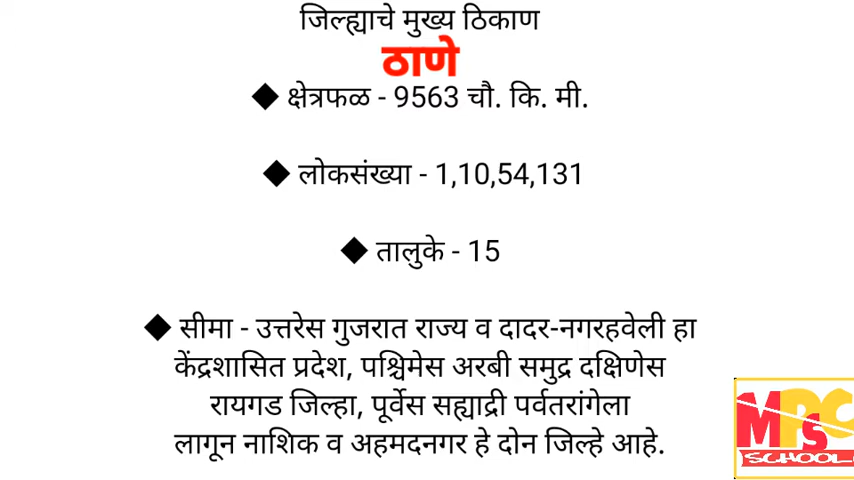 जिल्ह्याचे मुख्य ठिकाण
ठाणे
◆ क्षेत्रफळ - 9563 चौ. कि. मी.
◆ लोकसंख्या - 1,10,54,131
◆ तालुके - 15
◆ सीमा - उत्तरेस गुजरात राज्य व दादर-नगरहवेली हा
केंद्रशासित प्रदेश, पश्चिमेस अरबी समुद्र दक्षिणेस
रायगड जिल्हा, पूर्वेस सह्याद्री पर्वतरांगेला
लागून नाशिक व अहमदनगर हे दोन जिल्हे आहे.
MPSC
SCHOOL